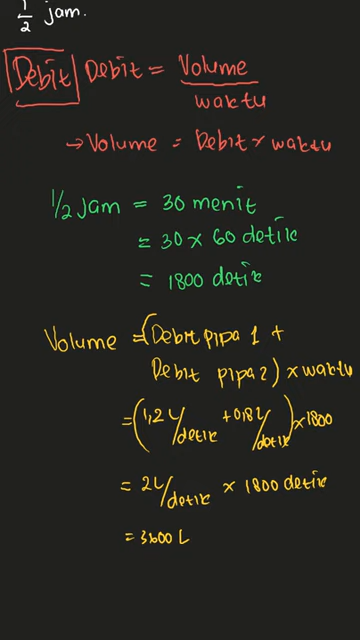 1/2 jam.
Debit Debit = Volume
waktu
→ Volume = Debit × waktu
1/2 jam = 30 menit
= 30 × 60 detik
= 1800 detik
Volume = (Debit pipa 1 +
Debit pipa 2) × waktu
= (1,2 L/detik + 0,8 L/detik) × 1800
= 2 L/detik × 1800 detik
= 3600 L